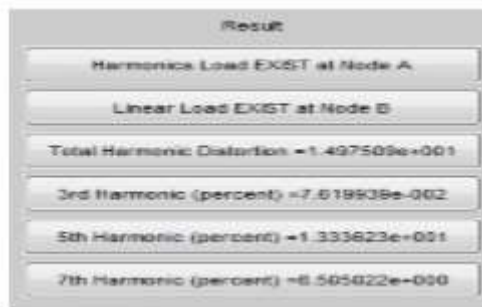 Result
Harmonics Load EXIST at Node A
Linear Load EXIST at Node B
Total Harmonic Distortion =1.497509e+001
3rd Harmonic (percent) =7.619939e-002
5th Harmonic (percent) =1.333623e+001
7th Harmonic (percent) =6.505022e+000